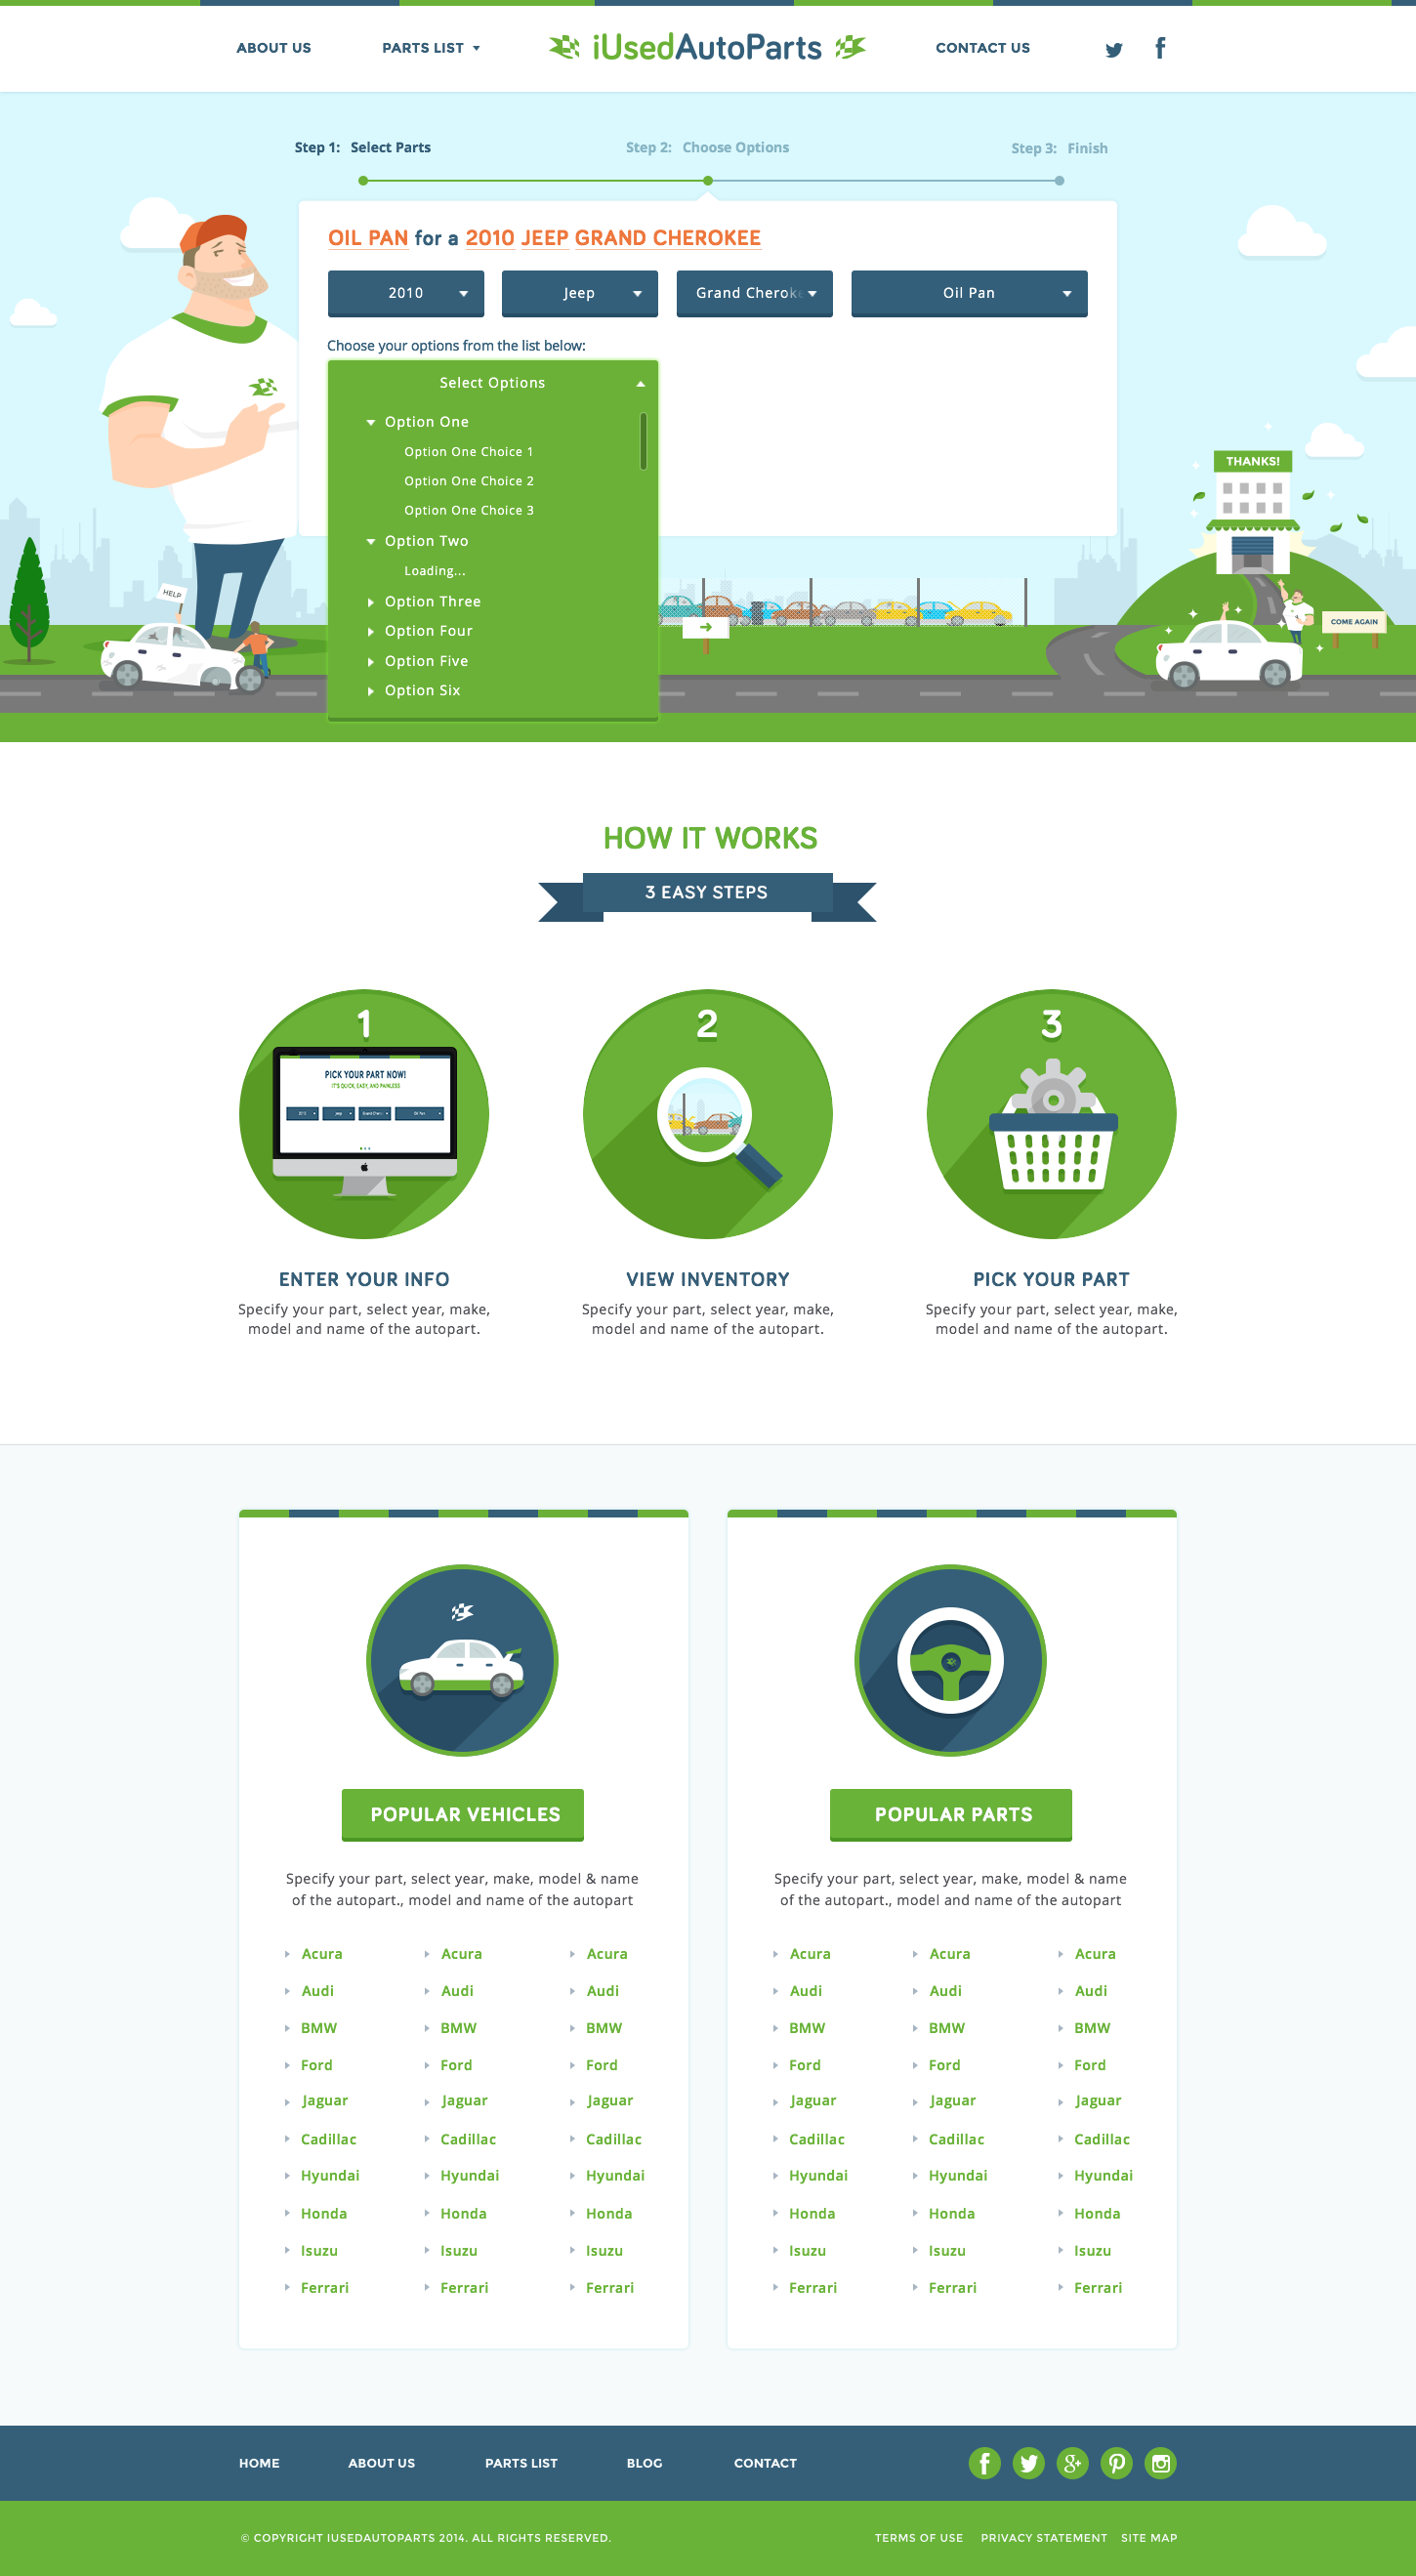 ABOUT US
PARTS LIST
iUsedAutoParts
CONTACT US
Step 1: Select Parts
Step 2: Choose Options
Step 3: Finish
OIL PAN for a 2010 JEEP GRAND CHEROKEE
2010
Jeep
Grand Cheroke
Oil Pan
Choose your options from the list below:
Select Options
Option One
Option One Choice 1
Option One Choice 2
Option One Choice 3
Option Two
Loading...
Option Three
Option Four
Option Five
Option Six
THANKS!
HELP
COME AGAIN
HOW IT WORKS
3 EASY STEPS
1
PICK YOUR PART NOW!
IT'S QUICK, EASY, AND PAINLESS
2010
Jeep
Grand Chero
Oil Pan
2
3
ENTER YOUR INFO
Specify your part, select year, make,
model and name of the autopart.
VIEW INVENTORY
Specify your part, select year, make,
model and name of the autopart.
PICK YOUR PART
Specify your part, select year, make,
model and name of the autopart.
POPULAR VEHICLES
Specify your part, select year, make, model & name
of the autopart., model and name of the autopart
Acura Acura Acura
Audi Audi Audi
BMW BMW BMW
Ford Ford Ford
Jaguar Jaguar Jaguar
Cadillac Cadillac Cadillac
Hyundai Hyundai Hyundai
Honda Honda Honda
Isuzu Isuzu Isuzu
Ferrari Ferrari Ferrari
POPULAR PARTS
Specify your part, select year, make, model & name
of the autopart., model and name of the autopart
Acura Acura Acura
Audi Audi Audi
BMW BMW BMW
Ford Ford Ford
Jaguar Jaguar Jaguar
Cadillac Cadillac Cadillac
Hyundai Hyundai Hyundai
Honda Honda Honda
Isuzu Isuzu Isuzu
Ferrari Ferrari Ferrari
HOME
ABOUT US
PARTS LIST
BLOG
CONTACT
© COPYRIGHT IUSEDAUTOPARTS 2014. ALL RIGHTS RESERVED.
TERMS OF USE
PRIVACY STATEMENT
SITE MAP